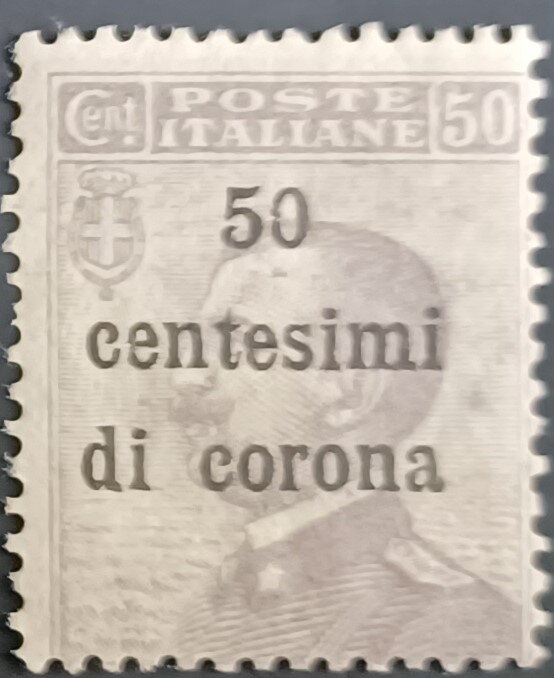 Cent. POSTE 50
ITALIANE
50
centesimi
di corona